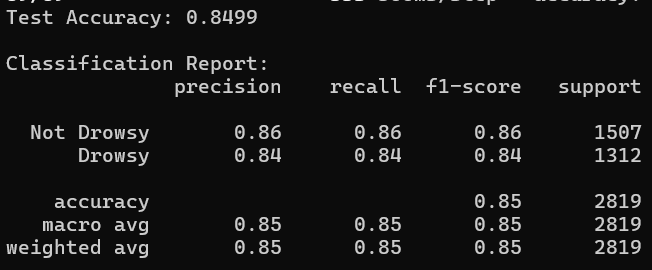 Test Accuracy: 0.8499
Classification Report:
precision recall f1-score support
Not Drowsy 0.86 0.86 0.86 1507
Drowsy 0.84 0.84 0.84 1312
accuracy 0.85 2819
macro avg 0.85 0.85 0.85 2819
weighted avg 0.85 0.85 0.85 2819